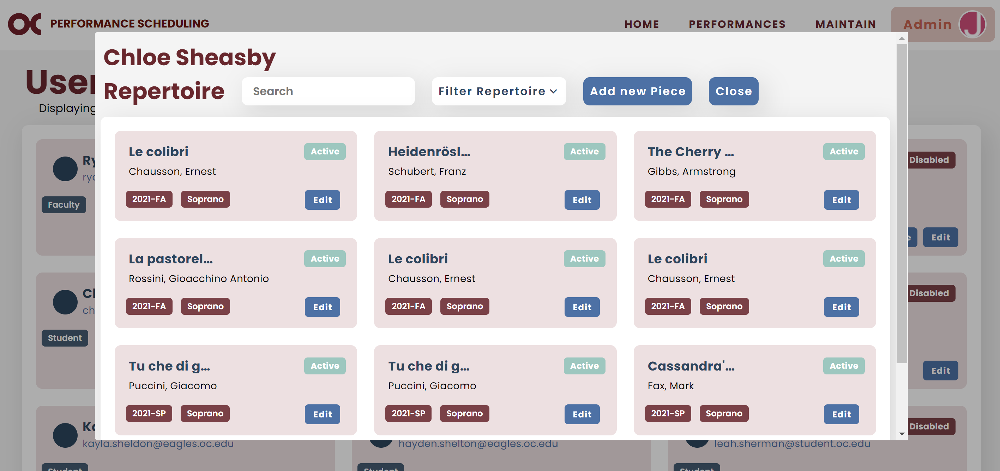 OC PERFORMANCE SCHEDULING
HOME PERFORMANCES MAINTAIN Admin J
Chloe Sheasby
Repertoire
Search
Filter Repertoire
Add new Piece
Close
Displaying
Le colibri
Active
Chausson, Ernest
2021-FA Soprano Edit
Heidenrösl...
Active
Schubert, Franz
2021-FA Soprano Edit
The Cherry ...
Active
Gibbs, Armstrong
2021-FA Soprano Edit
La pastorel...
Active
Rossini, Gioacchino Antonio
2021-FA Soprano Edit
Le colibri
Active
Chausson, Ernest
2021-FA Soprano Edit
Le colibri
Active
Chausson, Ernest
2021-FA Soprano Edit
Tu che di g...
Active
Puccini, Giacomo
2021-SP Soprano Edit
Tu che di g...
Active
Puccini, Giacomo
2021-SP Soprano Edit
Cassandra'...
Active
Fax, Mark
2021-SP Soprano Edit
Faculty
Disabled
Edit
Student
Disabled
Edit
Disabled
kayla.sheldon@eagles.oc.edu
hayden.shelton@eagles.oc.edu
leah.sherman@student.oc.edu
Student
Student
Student